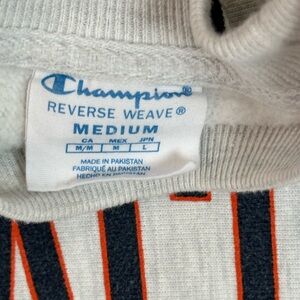 Champion
REVERSE WEAVE®
MEDIUM
CA MEX JPN
M/M M L
MADE IN PAKISTAN
FABRIQUÉ AU PAKISTAN
HECHO EN PAKISTAN